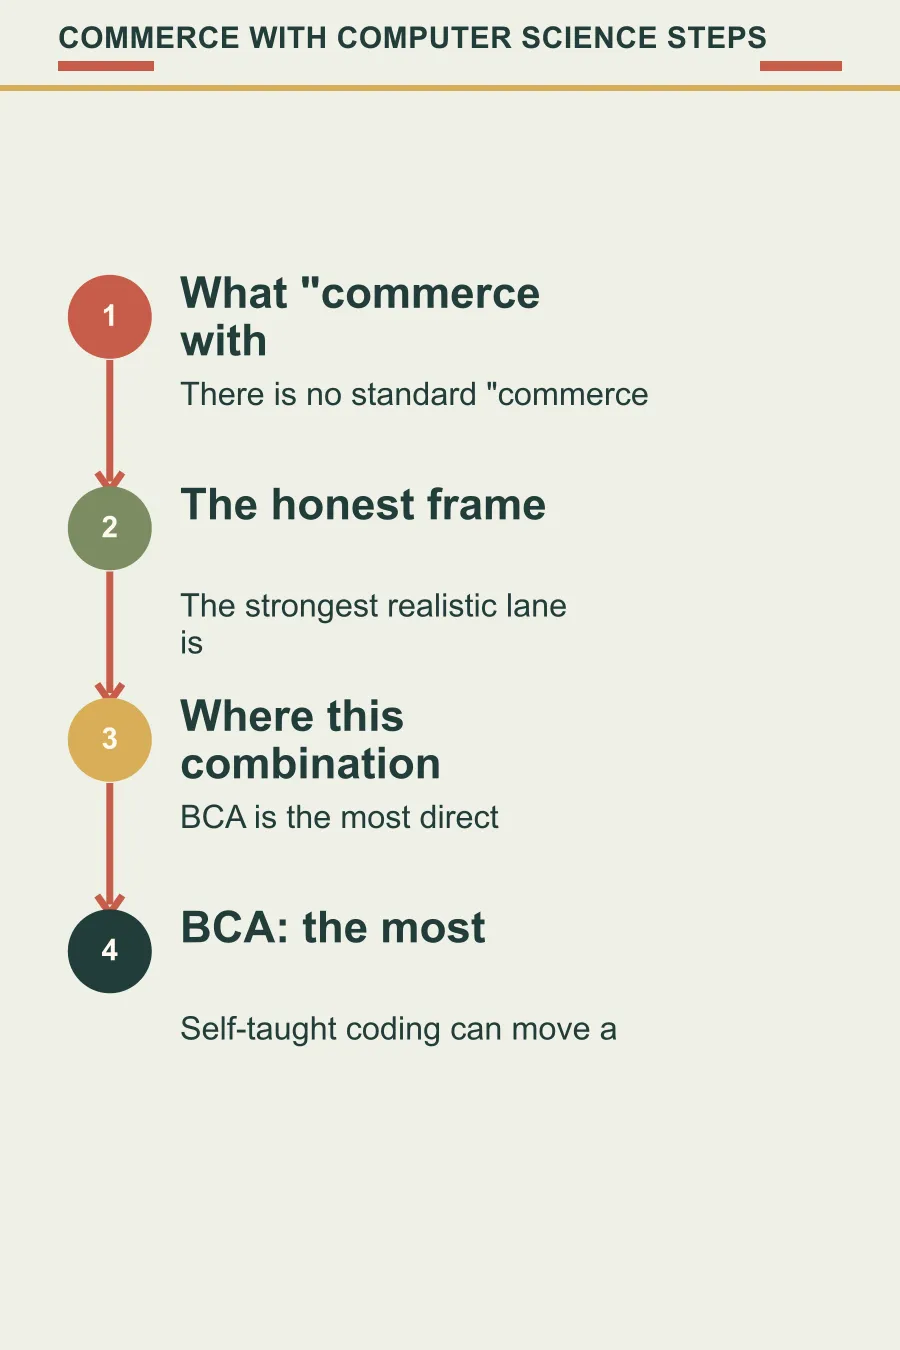 COMMERCE WITH COMPUTER SCIENCE STEPS
1
What "commerce
with
There is no standard "commerce
2
The honest frame
The strongest realistic lane
is
3
Where this
combination
BCA is the most direct
4
BCA: the most
Self-taught coding can move a